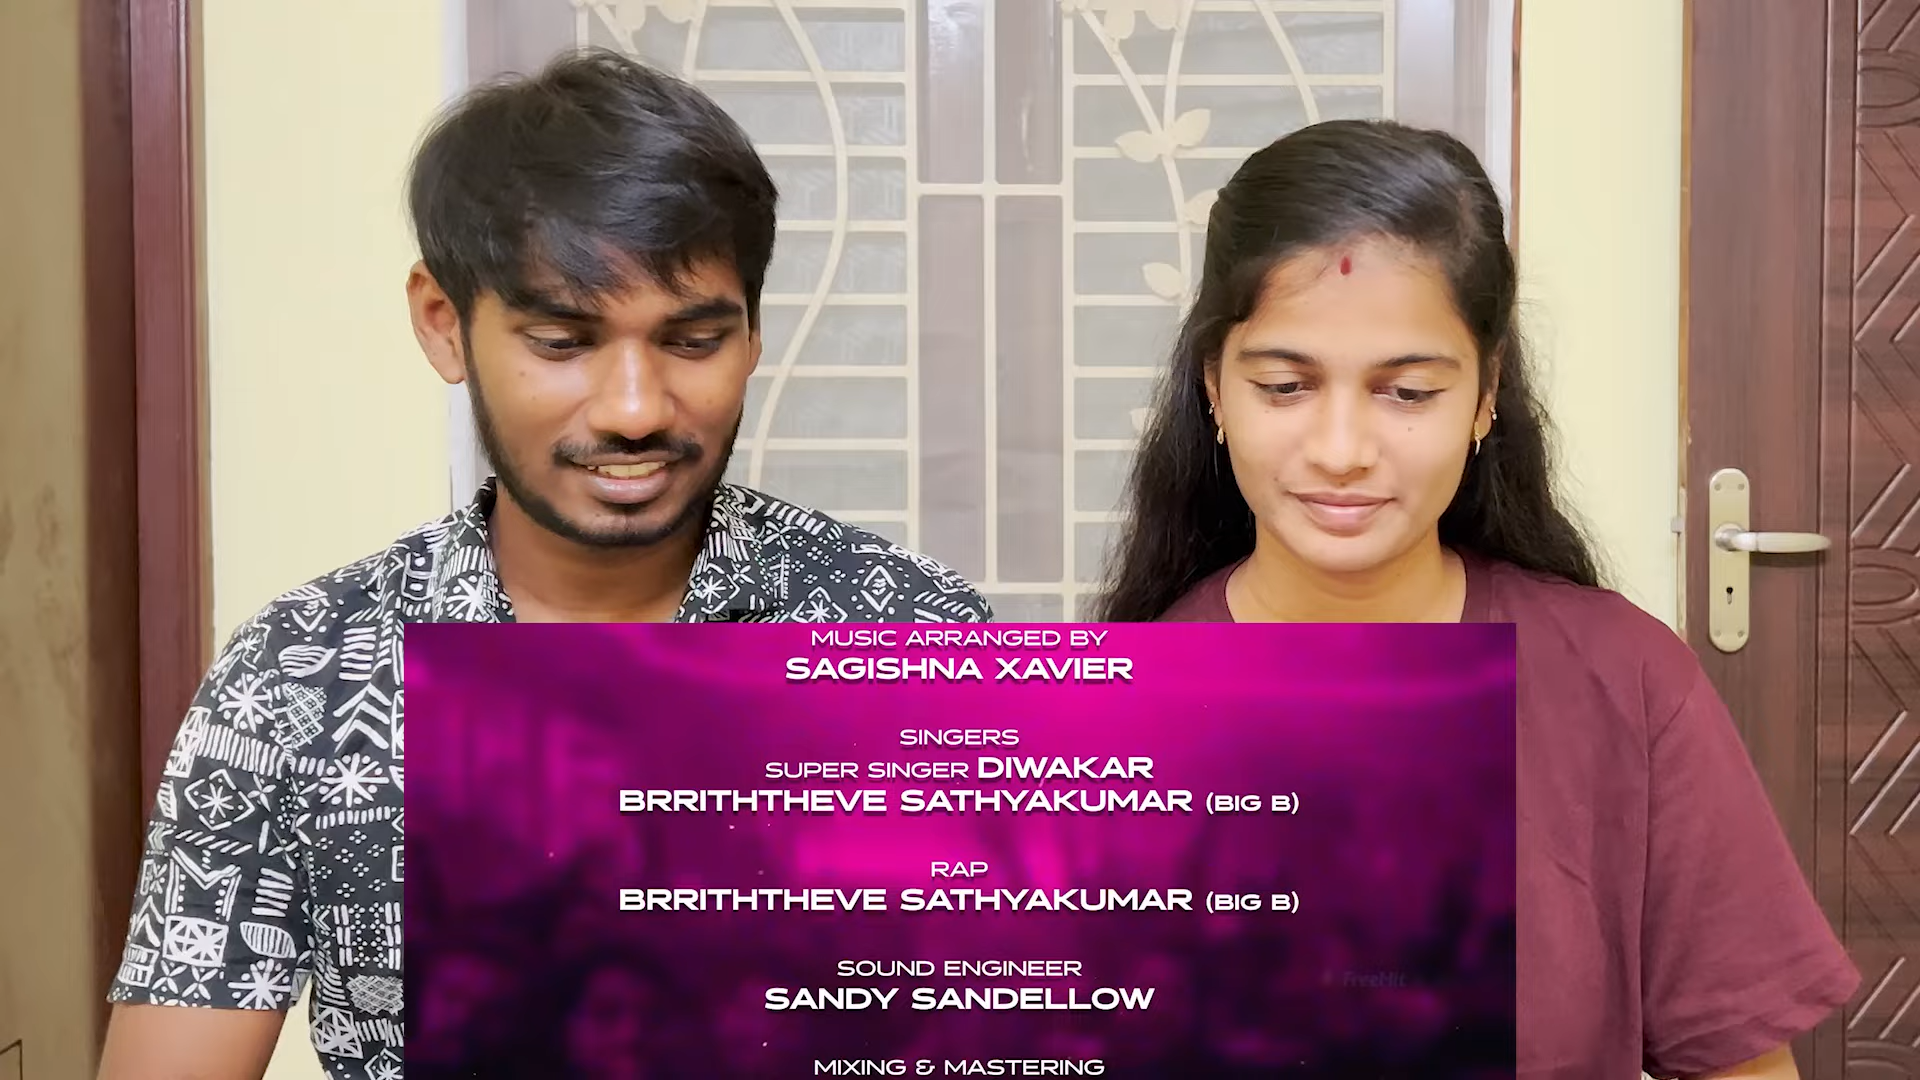 MUSIC ARRANGED BY
SAGISHNA XAVIER
SINGERS
SUPER SINGER DIWAKAR
BRRITHTHEVE SATHYAKUMAR (BIG B)
RAP
BRRITHTHEVE SATHYAKUMAR (BIG B)
SOUND ENGINEER
SANDY SANDELLOW
MIXING & MASTERING